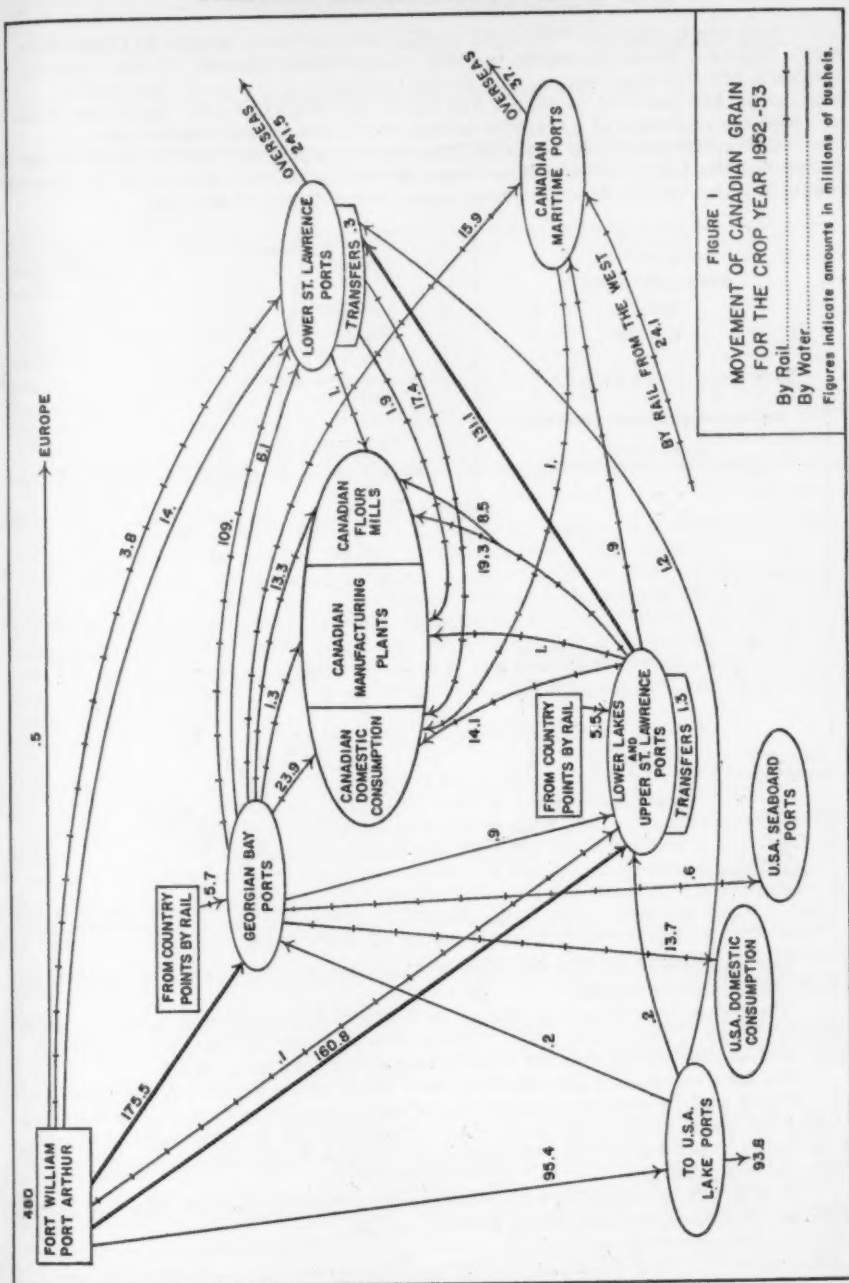 480
FORT WILLIAM
PORT ARTHUR
.5
EUROPE
3.8
14.
175.5
.1
160.8
95.4
FROM COUNTRY
POINTS BY RAIL
5.7
GEORGIAN BAY
PORTS
109.
6.1
13.3
1.3
23.9
.9
.6
13.7
.2
LOWER ST. LAWRENCE
PORTS
TRANSFERS .3
OVERSEAS
241.5
1.
1.9
17.4
15.9
CANADIAN
DOMESTIC
CONSUMPTION
CANADIAN
MANUFACTURING
PLANTS
CANADIAN
FLOUR
MILLS
OVERSEAS
37.
CANADIAN
MARITIME PORTS
BY RAIL FROM THE WEST
24.1
1.
131.1
19.3
8.5
1.
14.1
.9
12
FROM COUNTRY
POINTS BY RAIL
5.5
LOWER LAKES
AND
UPPER ST. LAWRENCE
PORTS
TRANSFERS 1.3
U.S.A. SEABOARD
PORTS
U.S.A. DOMESTIC
CONSUMPTION
.2
TO U.S.A.
LAKE PORTS
93.8
FIGURE 1
MOVEMENT OF CANADIAN GRAIN
FOR THE CROP YEAR 1952-53
By Rail
By Water
Figures indicate amounts in millions of bushels.